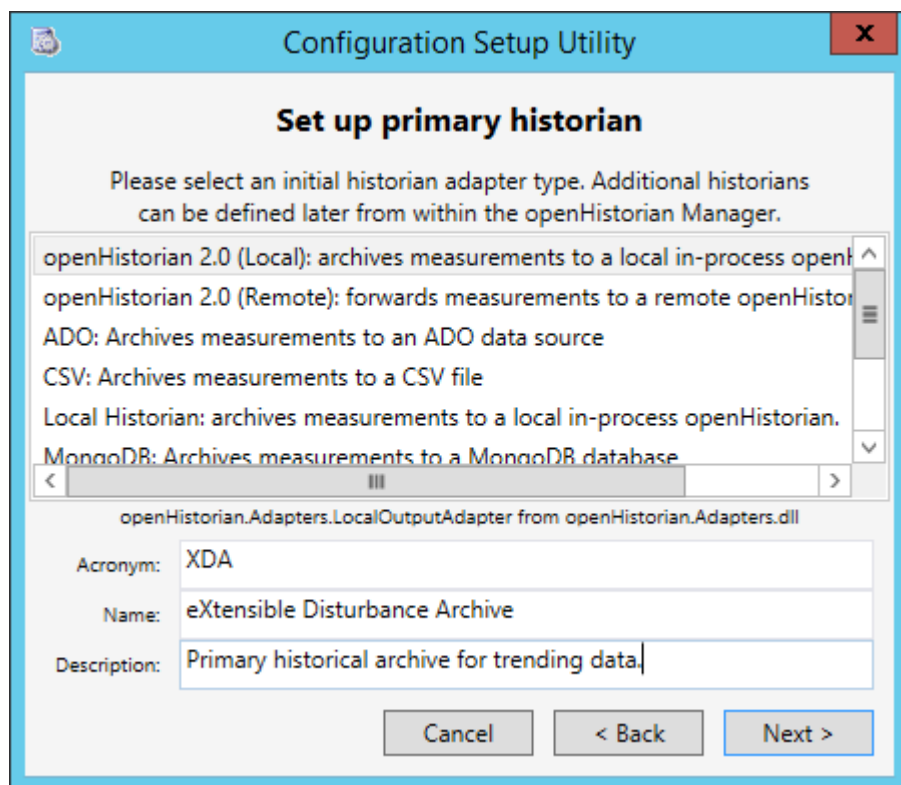 Configuration Setup Utility
x
Set up primary historian
Please select an initial historian adapter type. Additional historians
can be defined later from within the openHistorian Manager.
openHistorian 2.0 (Local): archives measurements to a local in-process
openHistorian 2.0 (Remote): forwards measurements to a remote
ADO: Archives measurements to an ADO data source
CSV: Archives measurements to a CSV file
Local Historian: archives measurements to a local in-process openHistorian.
MongoDB: Archives measurements to a MongoDB database
openHistorian.Adapters.LocalOutputAdapter from openHistorian.Adapters.dll
Acronym: XDA
Name: eXtensible Disturbance Archive
Description: Primary historical archive for trending data.
Cancel < Back Next >